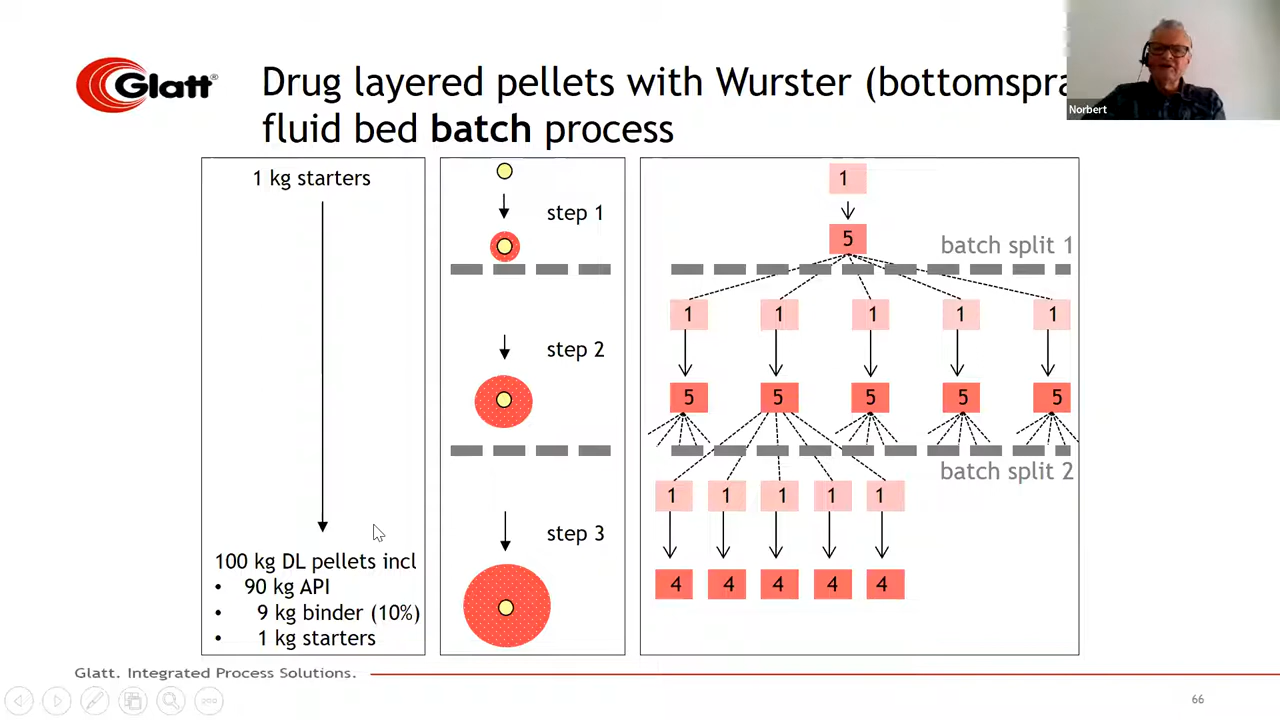 Glatt®
Drug layered pellets with Wurster (bottomspra
fluid bed batch process
Norbert
1 kg starters
100 kg DL pellets incl
• 90 kg API
• 9 kg binder (10%)
• 1 kg starters
step 1
step 2
step 3
1
5
batch split 1
1 1 1 1 1
5 5 5 5 5
batch split 2
1 1 1 1 1
4 4 4 4 4
Glatt. Integrated Process Solutions.
66